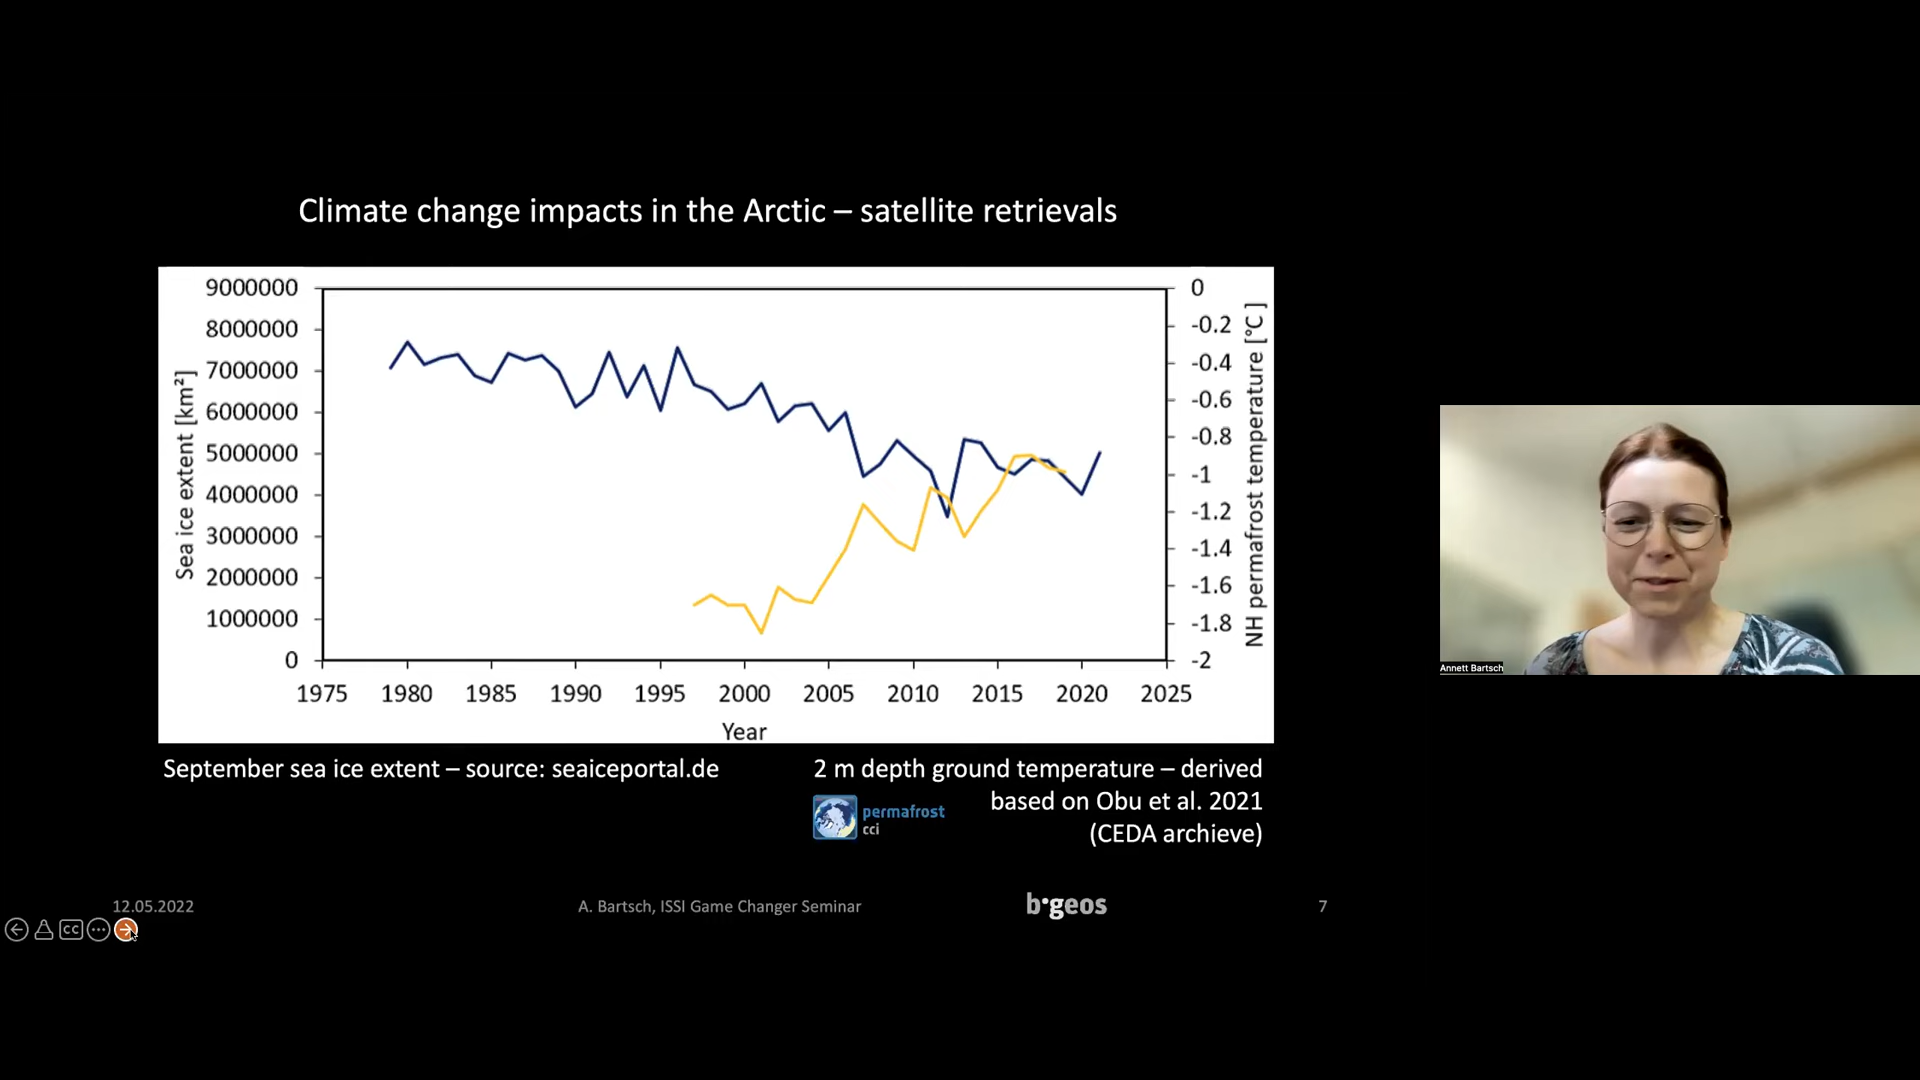 Climate change impacts in the Arctic – satellite retrievals
9000000
8000000
7000000
6000000
5000000
4000000
3000000
2000000
1000000
0
Sea ice extent [km²]
0
-0.2
-0.4
-0.6
-0.8
-1
-1.2
-1.4
-1.6
-1.8
-2
NH permafrost temperature [°C]
1975 1980 1985 1990 1995 2000 2005 2010 2015 2020 2025
Year
September sea ice extent – source: seaiceportal.de
2 m depth ground temperature – derived
based on Obu et al. 2021
(CEDA archieve)
permafrost
cci
Annett Bartsch
12.05.2022
A. Bartsch, ISSI Game Changer Seminar
b·geos
7
CC